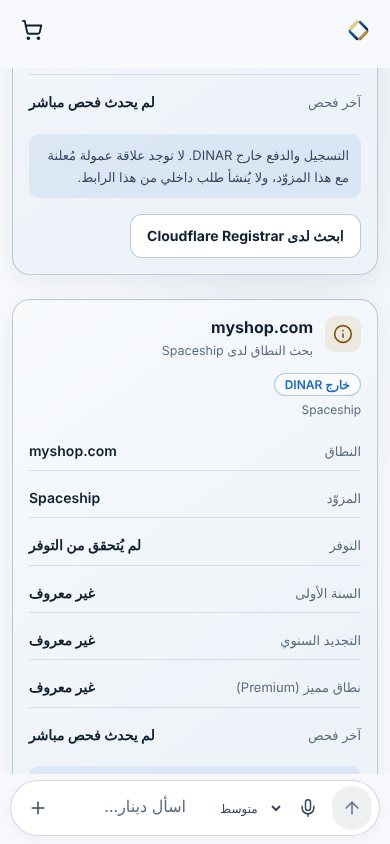 آخر فحص لم يحدث فحص مباشر
التسجيل والدفع خارج DINAR. لا توجد علاقة عمولة مُعلنة
مع هذا المزوّد، ولا يُنشأ طلب داخلي من هذا الرابط.
ابحث لدى Cloudflare Registrar
myshop.com
بحث النطاق لدى Spaceship
خارج DINAR
Spaceship
النطاق myshop.com
المزوّد Spaceship
التوفر لم يُتحقق من التوفر
السنة الأولى غير معروف
التجديد السنوي غير معروف
نطاق مميز (Premium) غير معروف
آخر فحص لم يحدث فحص مباشر
متوسط اسأل دينار...